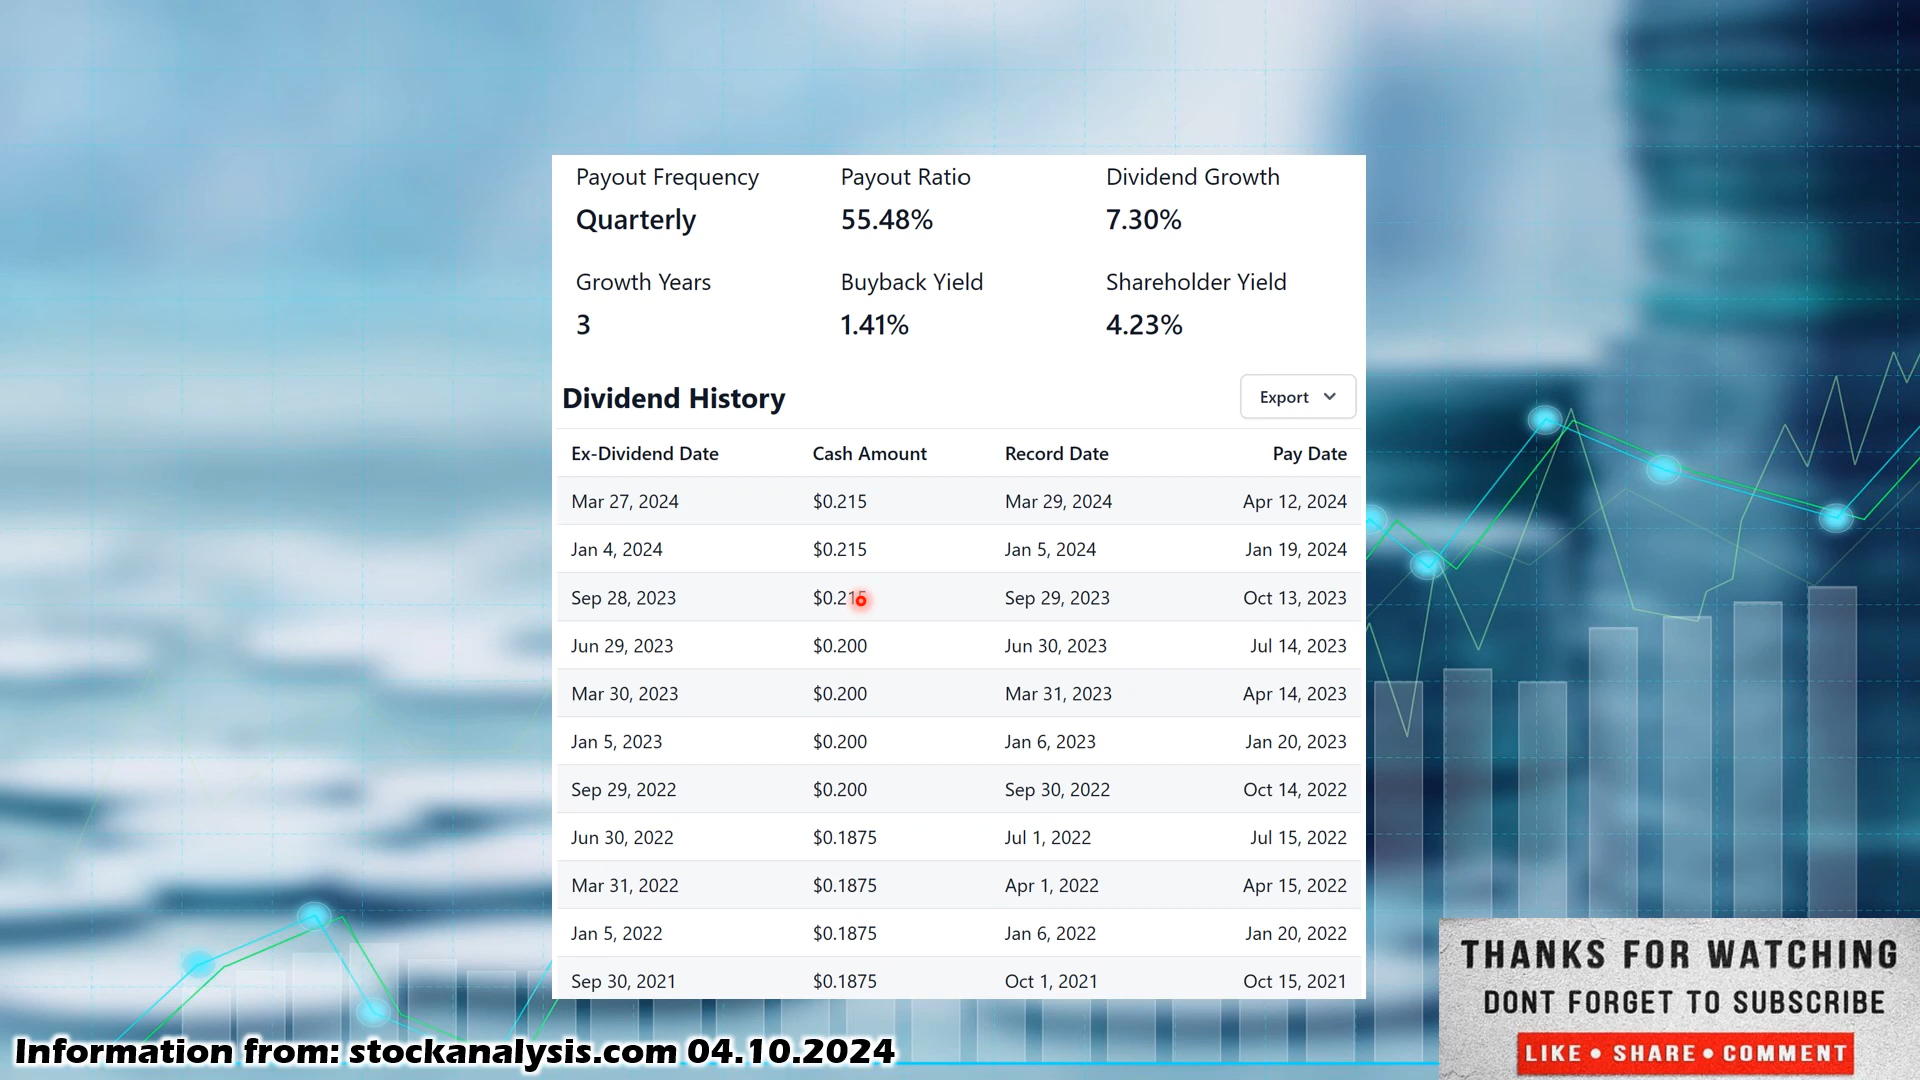 Payout Frequency Payout Ratio Dividend Growth
Quarterly 55.48% 7.30%
Growth Years Buyback Yield Shareholder Yield
3 1.41% 4.23%
Dividend History Export
Ex-Dividend Date Cash Amount Record Date Pay Date
Mar 27, 2024 $0.215 Mar 29, 2024 Apr 12, 2024
Jan 4, 2024 $0.215 Jan 5, 2024 Jan 19, 2024
Sep 28, 2023 $0.215 Sep 29, 2023 Oct 13, 2023
Jun 29, 2023 $0.200 Jun 30, 2023 Jul 14, 2023
Mar 30, 2023 $0.200 Mar 31, 2023 Apr 14, 2023
Jan 5, 2023 $0.200 Jan 6, 2023 Jan 20, 2023
Sep 29, 2022 $0.200 Sep 30, 2022 Oct 14, 2022
Jun 30, 2022 $0.1875 Jul 1, 2022 Jul 15, 2022
Mar 31, 2022 $0.1875 Apr 1, 2022 Apr 15, 2022
Jan 5, 2022 $0.1875 Jan 6, 2022 Jan 20, 2022
Sep 30, 2021 $0.1875 Oct 1, 2021 Oct 15, 2021
THANKS FOR WATCHING
DONT FORGET TO SUBSCRIBE
LIKE • SHARE • COMMENT
Information from: stockanalysis.com 04.10.2024